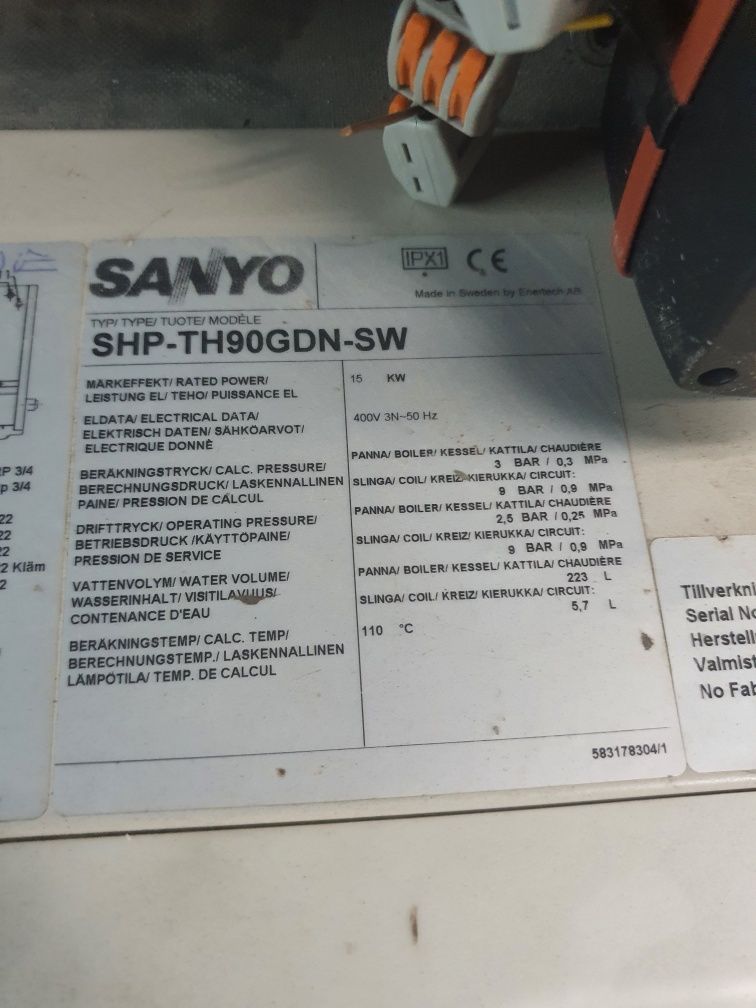 SANYO
IPX1 CE
Made in Sweden by Enertech AB
TYP/ TYPE/ TUOTE/ MODÈLE
SHP-TH90GDN-SW
MÄRKEFFEKT/ RATED POWER/
LEISTUNG EL/ TEHO/ PUISSANCE EL
15 KW
ELDATA/ ELECTRICAL DATA/
ELEKTRISCH DATEN/ SÄHKÖARVOT/
ELECTRIQUE DONNÊ
400V 3N~50 Hz
BERÄKNINGSTRYCK/ CALC. PRESSURE/
BERECHNUNGSDRUCK/ LASKENNALLINEN
PAINE/ PRESSION DE CALCUL
PANNA/ BOILER/ KESSEL/ KATTILA/ CHAUDIÈRE
3 BAR / 0,3 MPa
SLINGA/ COIL/ KREIZ/ KIERUKKA/ CIRCUIT:
9 BAR / 0,9 MPa
DRIFTTRYCK/ OPERATING PRESSURE/
BETRIEBSDRUCK /KÄYTTÖPAINE/
PRESSION DE SERVICE
PANNA/ BOILER/ KESSEL/ KATTILA/ CHAUDIÈRE
2,5 BAR / 0,25 MPa
SLINGA/ COIL/ KREIZ/ KIERUKKA/ CIRCUIT:
9 BAR / 0,9 MPa
VATTENVOLYM/ WATER VOLUME/
WASSERINHALT/ VISITILAVUUS/
CONTENANCE D'EAU
PANNA/ BOILER/ KESSEL/ KATTILA/ CHAUDIÈRE
223 L
SLINGA/ COIL/ KREIZ/ KIERUKKA/ CIRCUIT:
5,7 L
BERÄKNINGSTEMP/ CALC. TEMP/
BERECHNUNGSTEMP./ LASKENNALLINEN
LÄMPÖTILA/ TEMP. DE CALCUL
110 °C
583178304/1
P 3/4
p 3/4
22
22
22
2 Kläm
2
Tillverkni
Serial No
Herstell
Valmist
No Fab